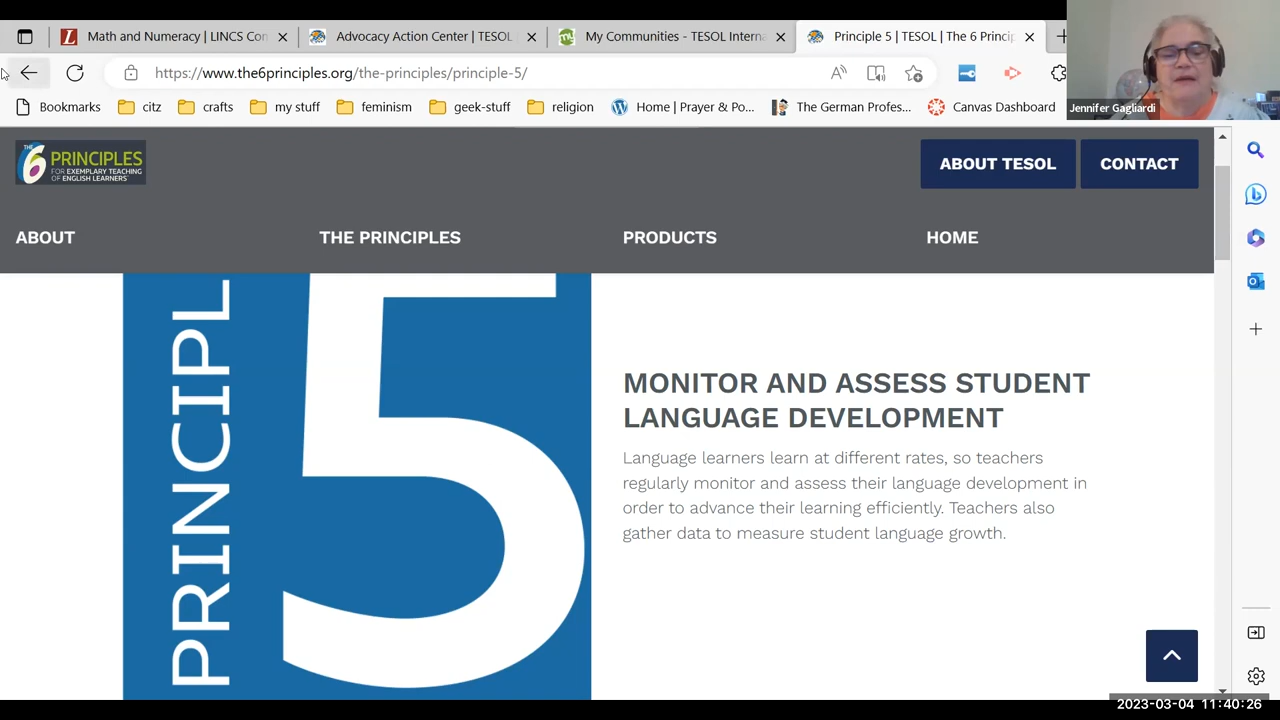 Math and Numeracy | LINCS Con
Advocacy Action Center | TESOL
My Communities - TESOL Interna
Principle 5 | TESOL | The 6 Princip
https://www.the6principles.org/the-principles/principle-5/
Bookmarks
citz
crafts
my stuff
feminism
geek-stuff
religion
Home | Prayer & Po...
The German Profes...
Canvas Dashboard
Jennifer Gagliardi
THE 6 PRINCIPLES
FOR EXEMPLARY TEACHING
OF ENGLISH LEARNERS
ABOUT TESOL
CONTACT
ABOUT
THE PRINCIPLES
PRODUCTS
HOME
PRINCIPL
5
MONITOR AND ASSESS STUDENT
LANGUAGE DEVELOPMENT
Language learners learn at different rates, so teachers
regularly monitor and assess their language development in
order to advance their learning efficiently. Teachers also
gather data to measure student language growth.
2023-03-04 11:40:26